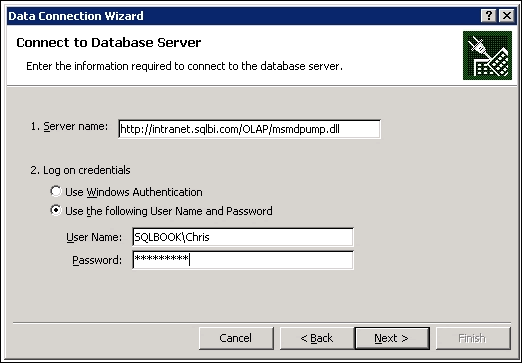 Data Connection Wizard
Connect to Database Server
Enter the information required to connect to the database server.
1. Server name: http://intranet.sqlbi.com/OLAP/msmdpump.dll
2. Log on credentials
Use Windows Authentication
Use the following User Name and Password
User Name: SQLBOOK\Chris
Password: *********
Cancel < Back Next > Finish